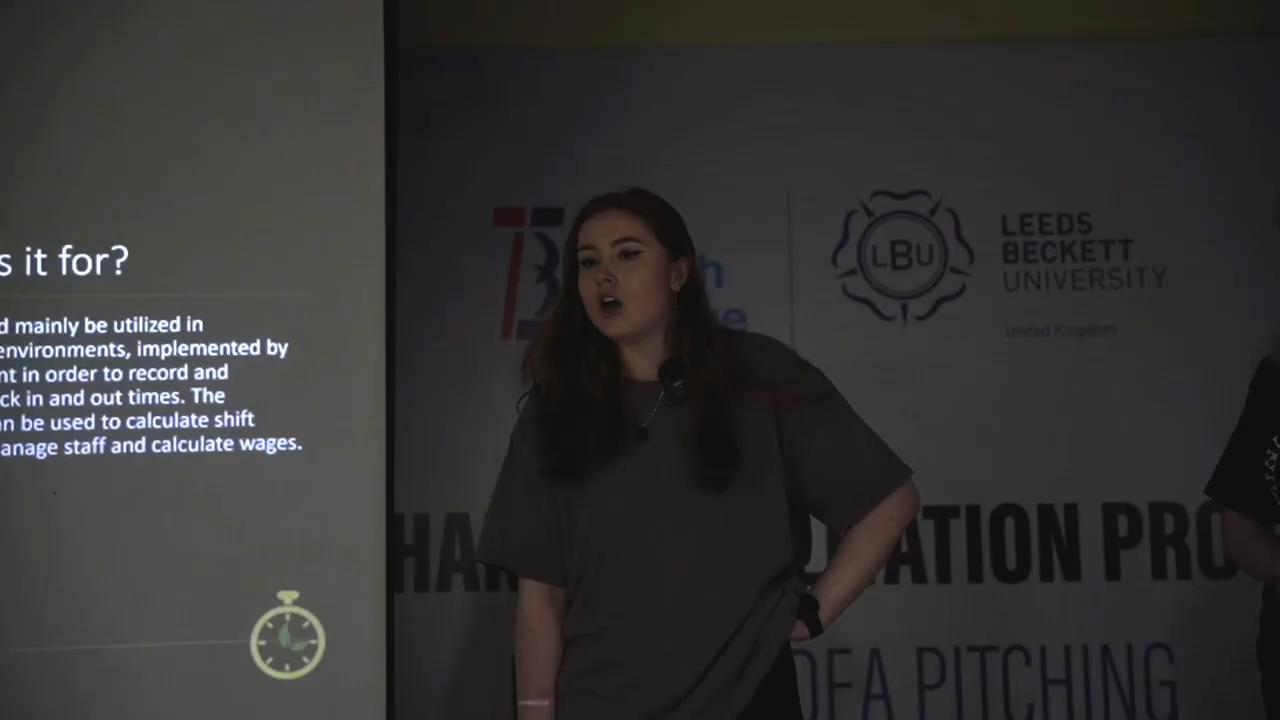 s it for?
d mainly be utilized in
environments, implemented by
nt in order to record and
ck in and out times. The
n be used to calculate shift
anage staff and calculate wages.
TB
h
e
LBU
LEEDS
BECKETT
UNIVERSITY
United Kingdom
HA ATION PRO
DEA PITCHING